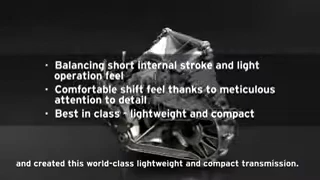 · Balancing short internal stroke and light
operation feel
· Comfortable shift feel thanks to meticulous
attention to detail
· Best in class - lightweight and compact
and created this world-class lightweight and compact transmission.